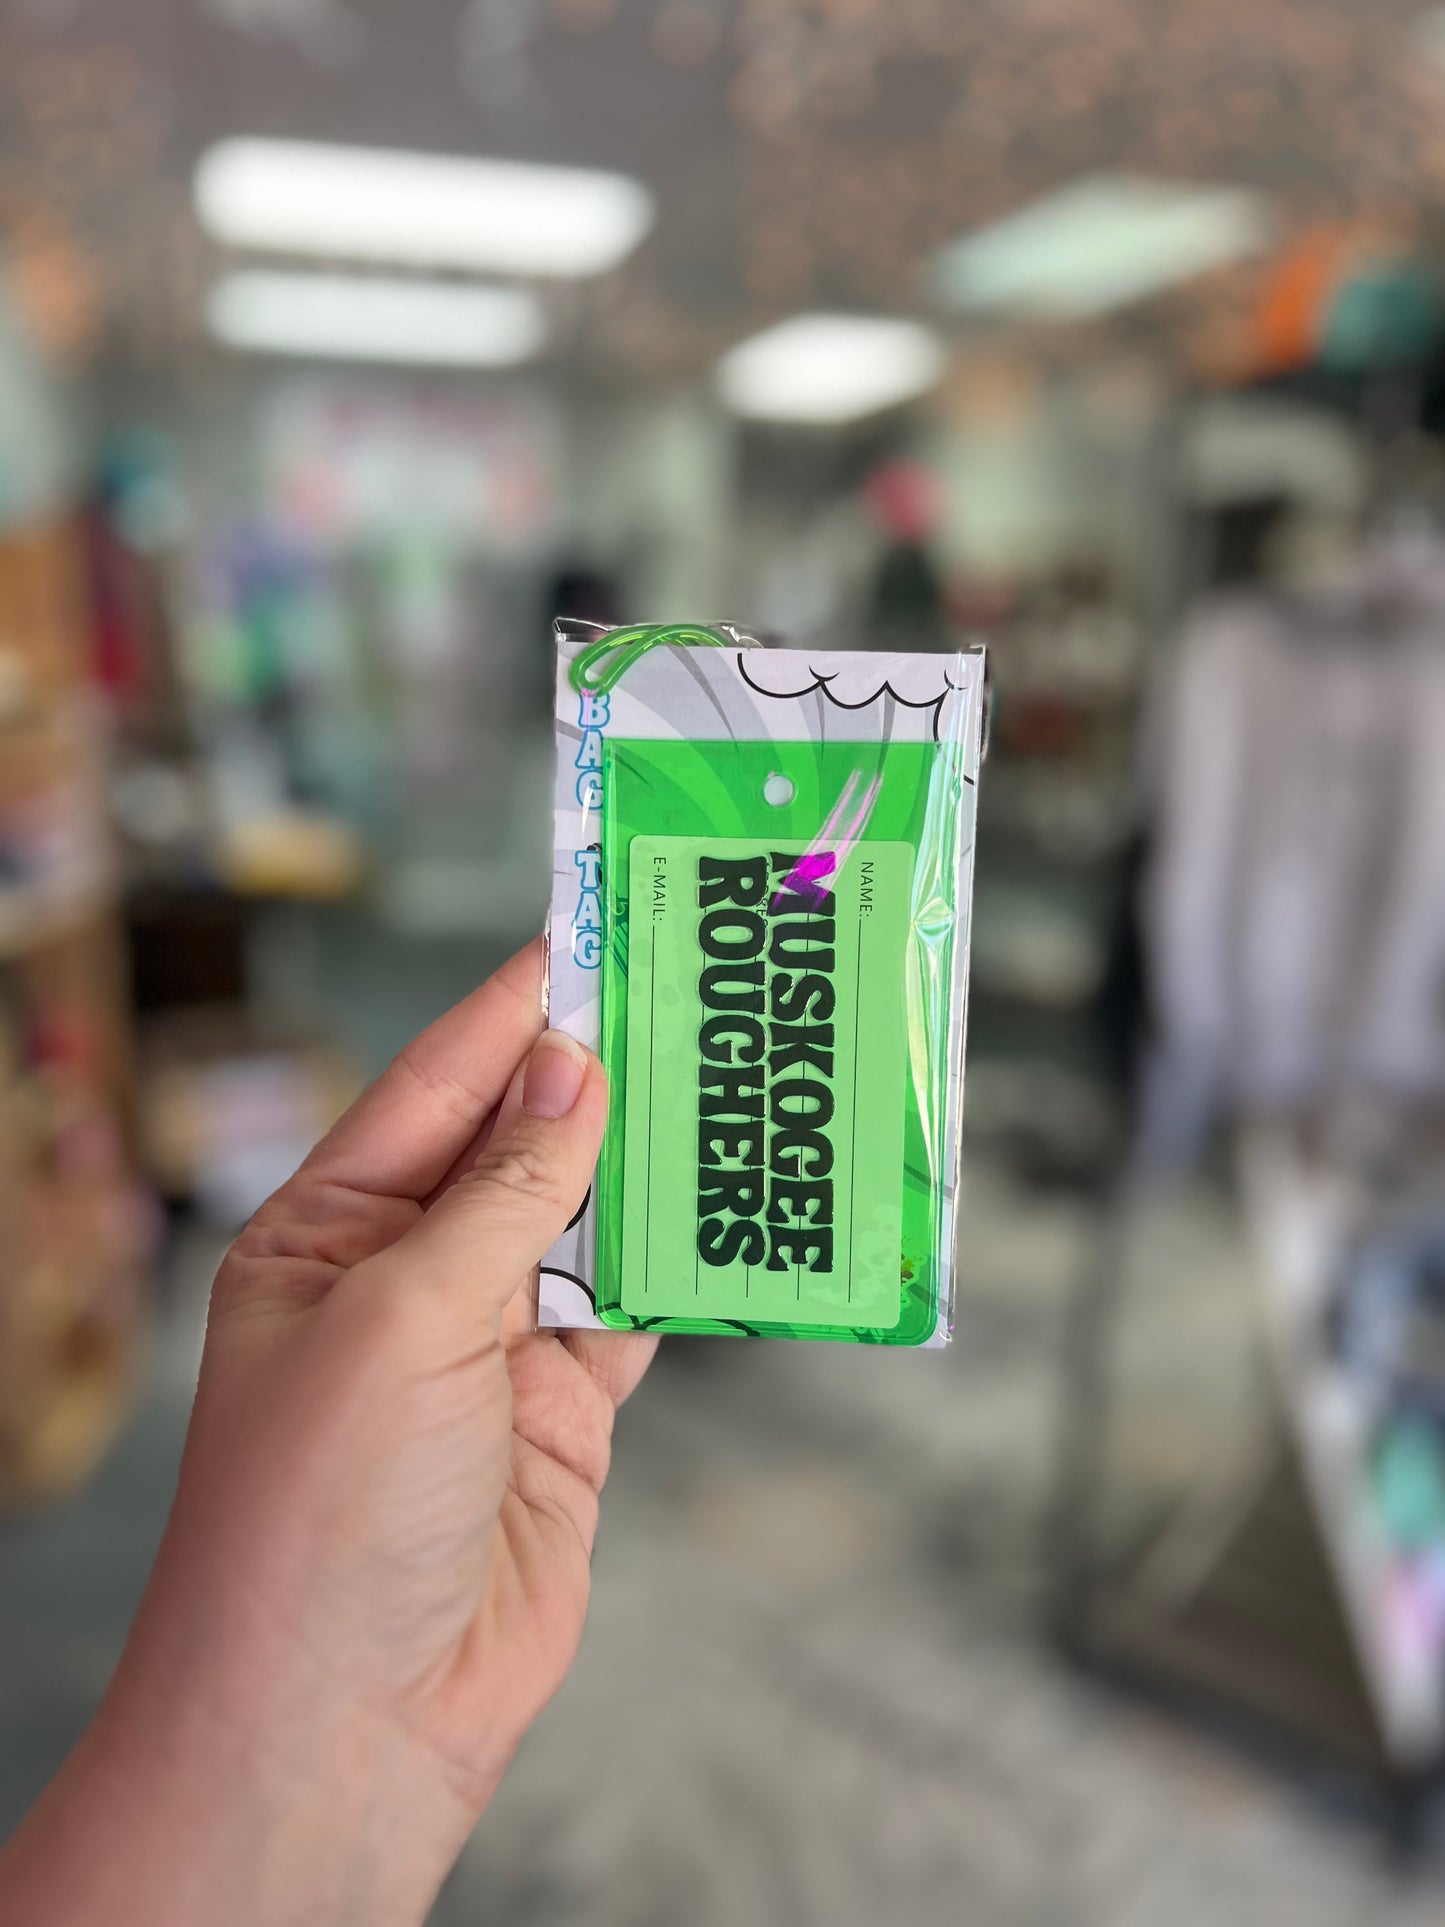 BAG TAG
NAME:
MUSKOGEE
ROUGHERS
E-MAIL: